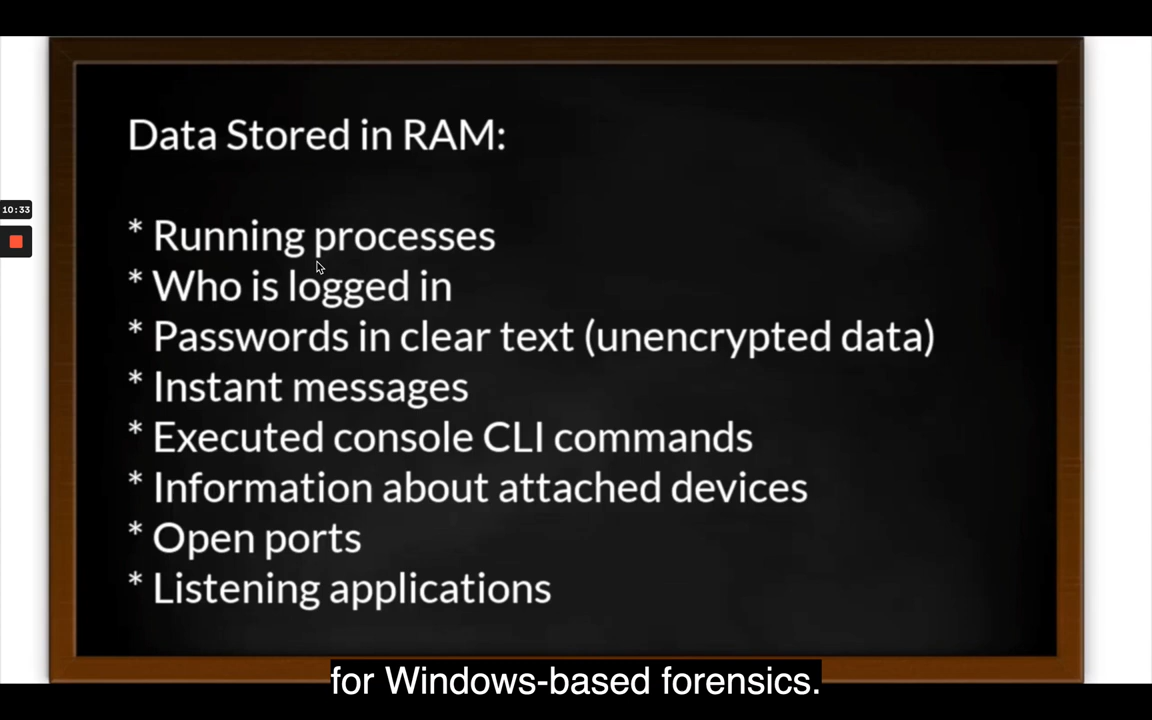 Data Stored in RAM:
* Running processes
10:33
* Who is logged in
* Passwords in clear text (unencrypted data)
* Instant messages
* Executed console CLI commands
* Information about attached devices
* Open ports
* Listening applications
for Windows-based forensics.